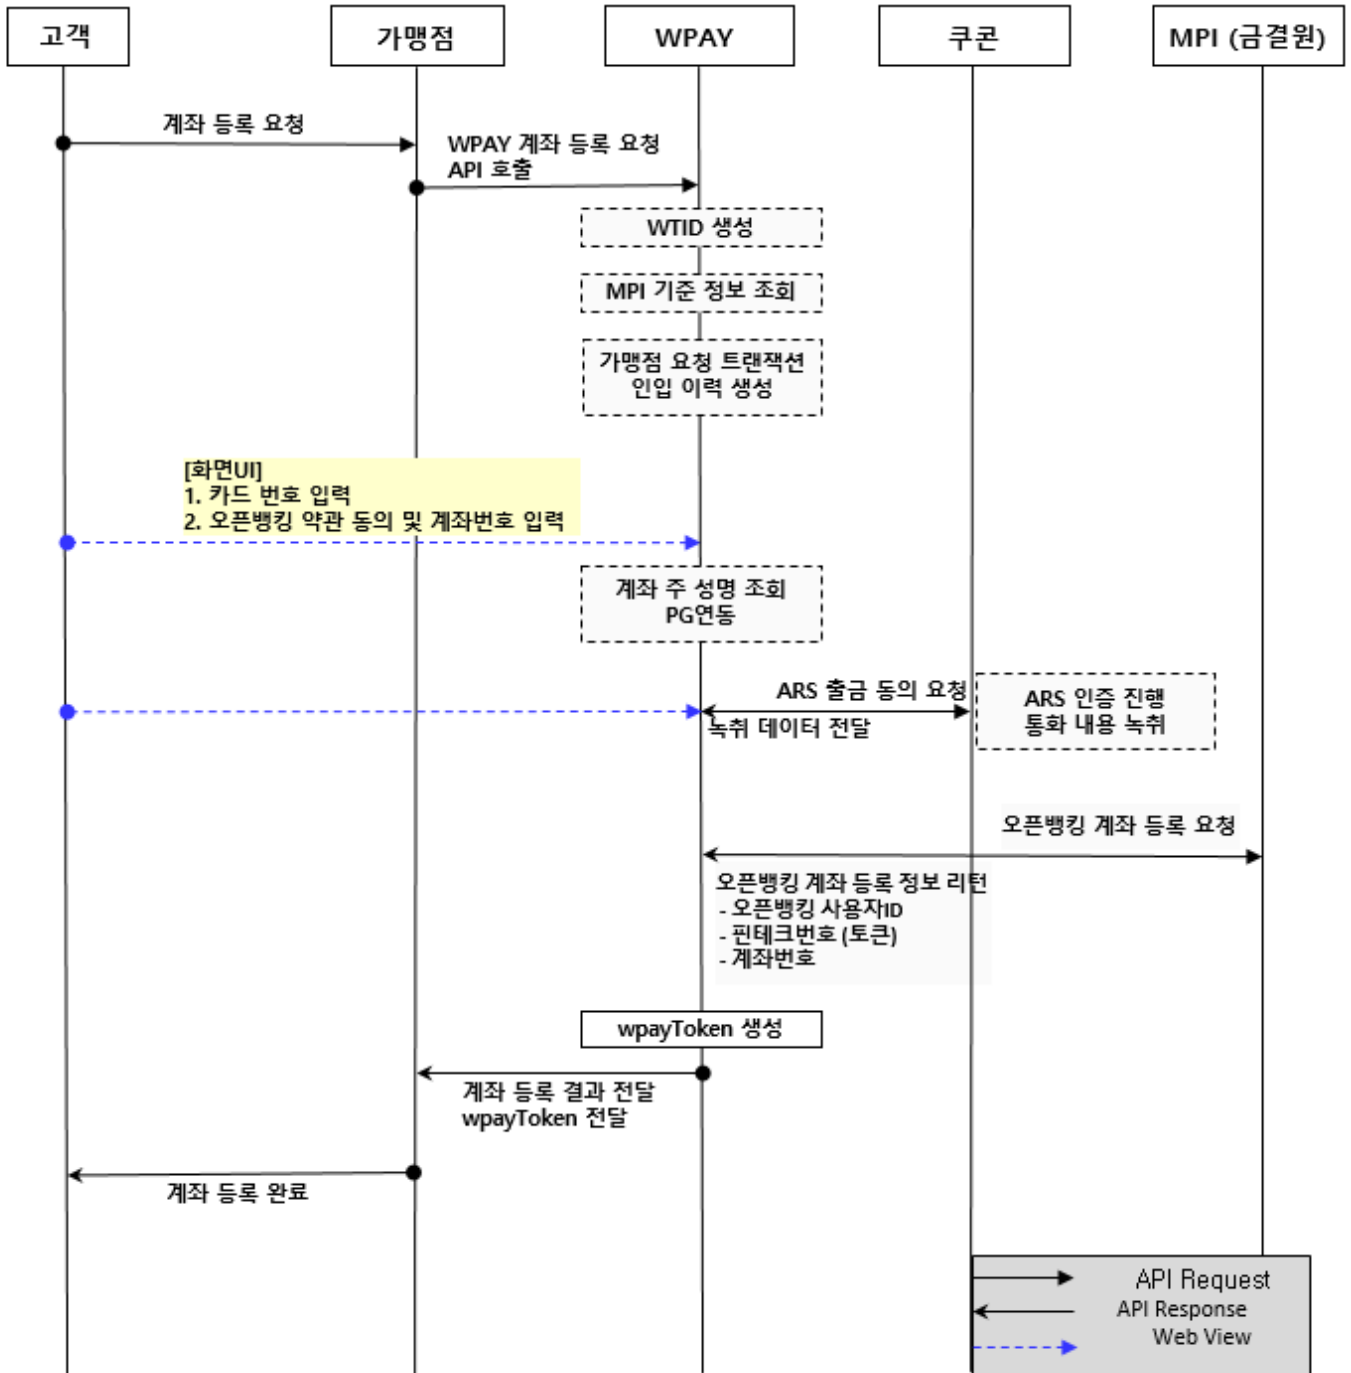 고객
가맹점
WPAY
쿠콘
MPI (금결원)
계좌 등록 요청
WPAY 계좌 등록 요청
API 호출
WTID 생성
MPI 기준 정보 조회
가맹점 요청 트랜잭션
인입 이력 생성
[화면UI]
1. 카드 번호 입력
2. 오픈뱅킹 약관 동의 및 계좌번호 입력
계좌 주 성명 조회
PG연동
ARS 출금 동의 요청
녹취 데이터 전달
ARS 인증 진행
통화 내용 녹취
오픈뱅킹 계좌 등록 요청
오픈뱅킹 계좌 등록 정보 리턴
- 오픈뱅킹 사용자ID
- 핀테크번호 (토큰)
- 계좌번호
wpayToken 생성
계좌 등록 결과 전달
wpayToken 전달
계좌 등록 완료
API Request
API Response
Web View